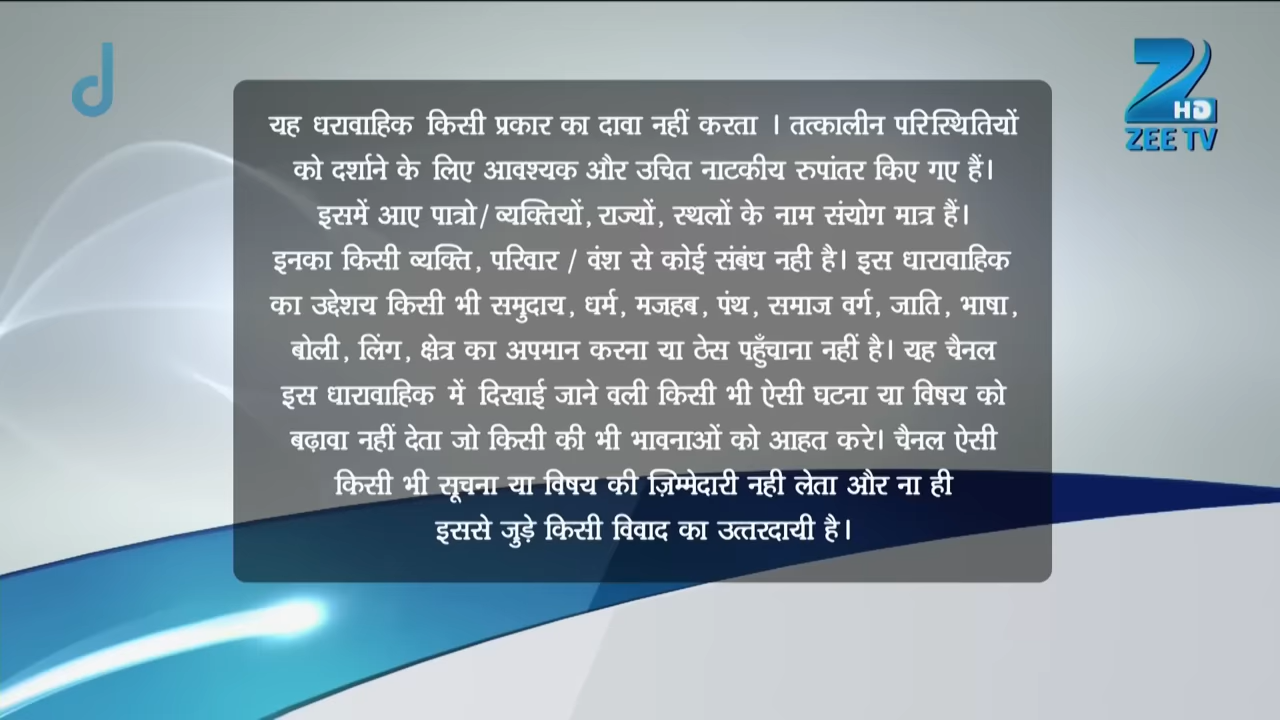 d
HD
ZEE TV
यह धरावाहिक किसी प्रकार का दावा नहीं करता । तत्कालीन परिस्थितियों
को दर्शाने के लिए आवश्यक और उचित नाटकीय रुपांतर किए गए हैं।
इसमें आए पात्रो/व्यक्तियों, राज्यों, स्थलों के नाम संयोग मात्र हैं।
इनका किसी व्यक्ति, परिवार / वंश से कोई संबंध नही है। इस धारावाहिक
का उद्देशय किसी भी समुदाय, धर्म, मजहब, पंथ, समाज वर्ग, जाति, भाषा,
बोली, लिंग, क्षेत्र का अपमान करना या ठेस पहुँचाना नहीं है। यह चैनल
इस धारावाहिक में दिखाई जाने वली किसी भी ऐसी घटना या विषय को
बढ़ावा नहीं देता जो किसी की भी भावनाओं को आहत करे। चैनल ऐसी
किसी भी सूचना या विषय की ज़िम्मेदारी नही लेता और ना ही
इससे जुड़े किसी विवाद का उत्तरदायी है।